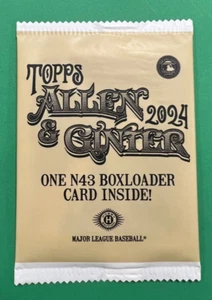 TOPPS
ALLEN 2024
& GINTER
ONE N43 BOXLOADER
CARD INSIDE!
MAJOR LEAGUE BASEBALL®